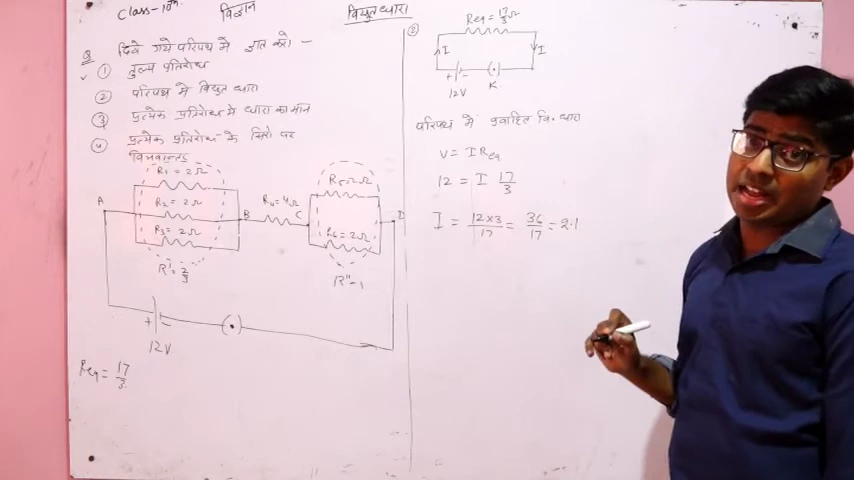 Class-10th विज्ञान विद्युत धारा
Q दिये गये परिपथ में ज्ञात करो -
① तुल्य प्रतिरोध
② परिपथ में विद्युत धारा
③ प्रत्येक प्रतिरोध में धारा का मान
④ प्रत्येक प्रतिरोध के सिरो पर
विभवान्तर
R₁ = 2Ω
R₂ = 2Ω
R₃ = 2Ω
R' = 2/3
A
B
R₄ = 4Ω
C
R₅ = 2Ω
R₆ = 2Ω
R'' = 1
D
+ -
12V
Req = 17/3
②
Req = 17/3 Ω
I
I
+ -
12V
K
परिपथ में प्रवाहित वि० धारा
V = I Req
12 = I 17/3
I = 12×3/17 = 36/17 = 2.1